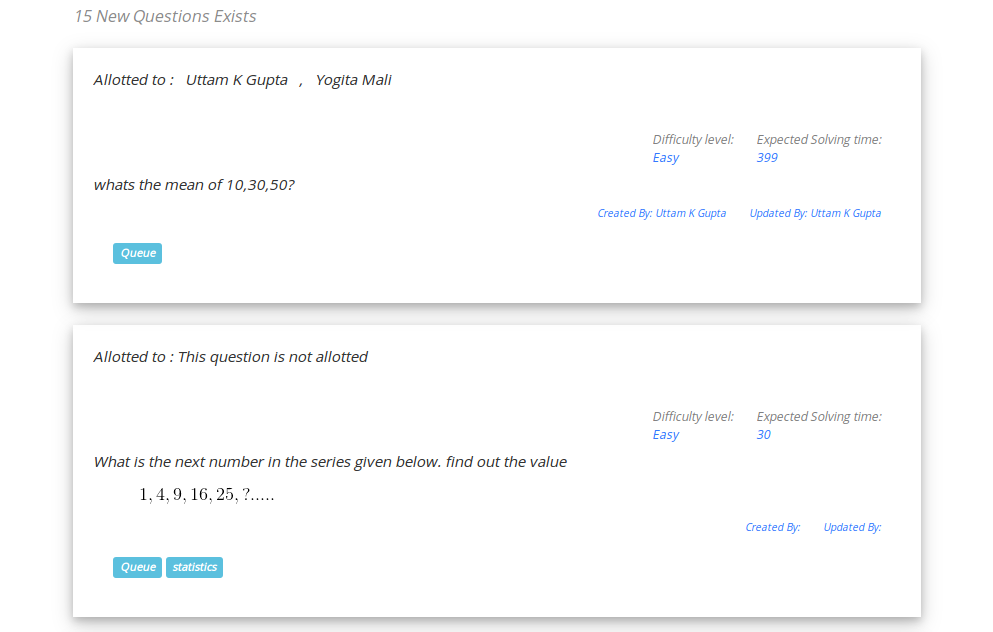 15 New Questions Exists
Allotted to : Uttam K Gupta , Yogita Mali
Difficulty level: Expected Solving time:
Easy 399
whats the mean of 10,30,50?
Created By: Uttam K Gupta Updated By: Uttam K Gupta
Queue
Allotted to : This question is not allotted
Difficulty level: Expected Solving time:
Easy 30
What is the next number in the series given below. find out the value
1, 4, 9, 16, 25, ?.....
Created By: Updated By:
Queue statistics